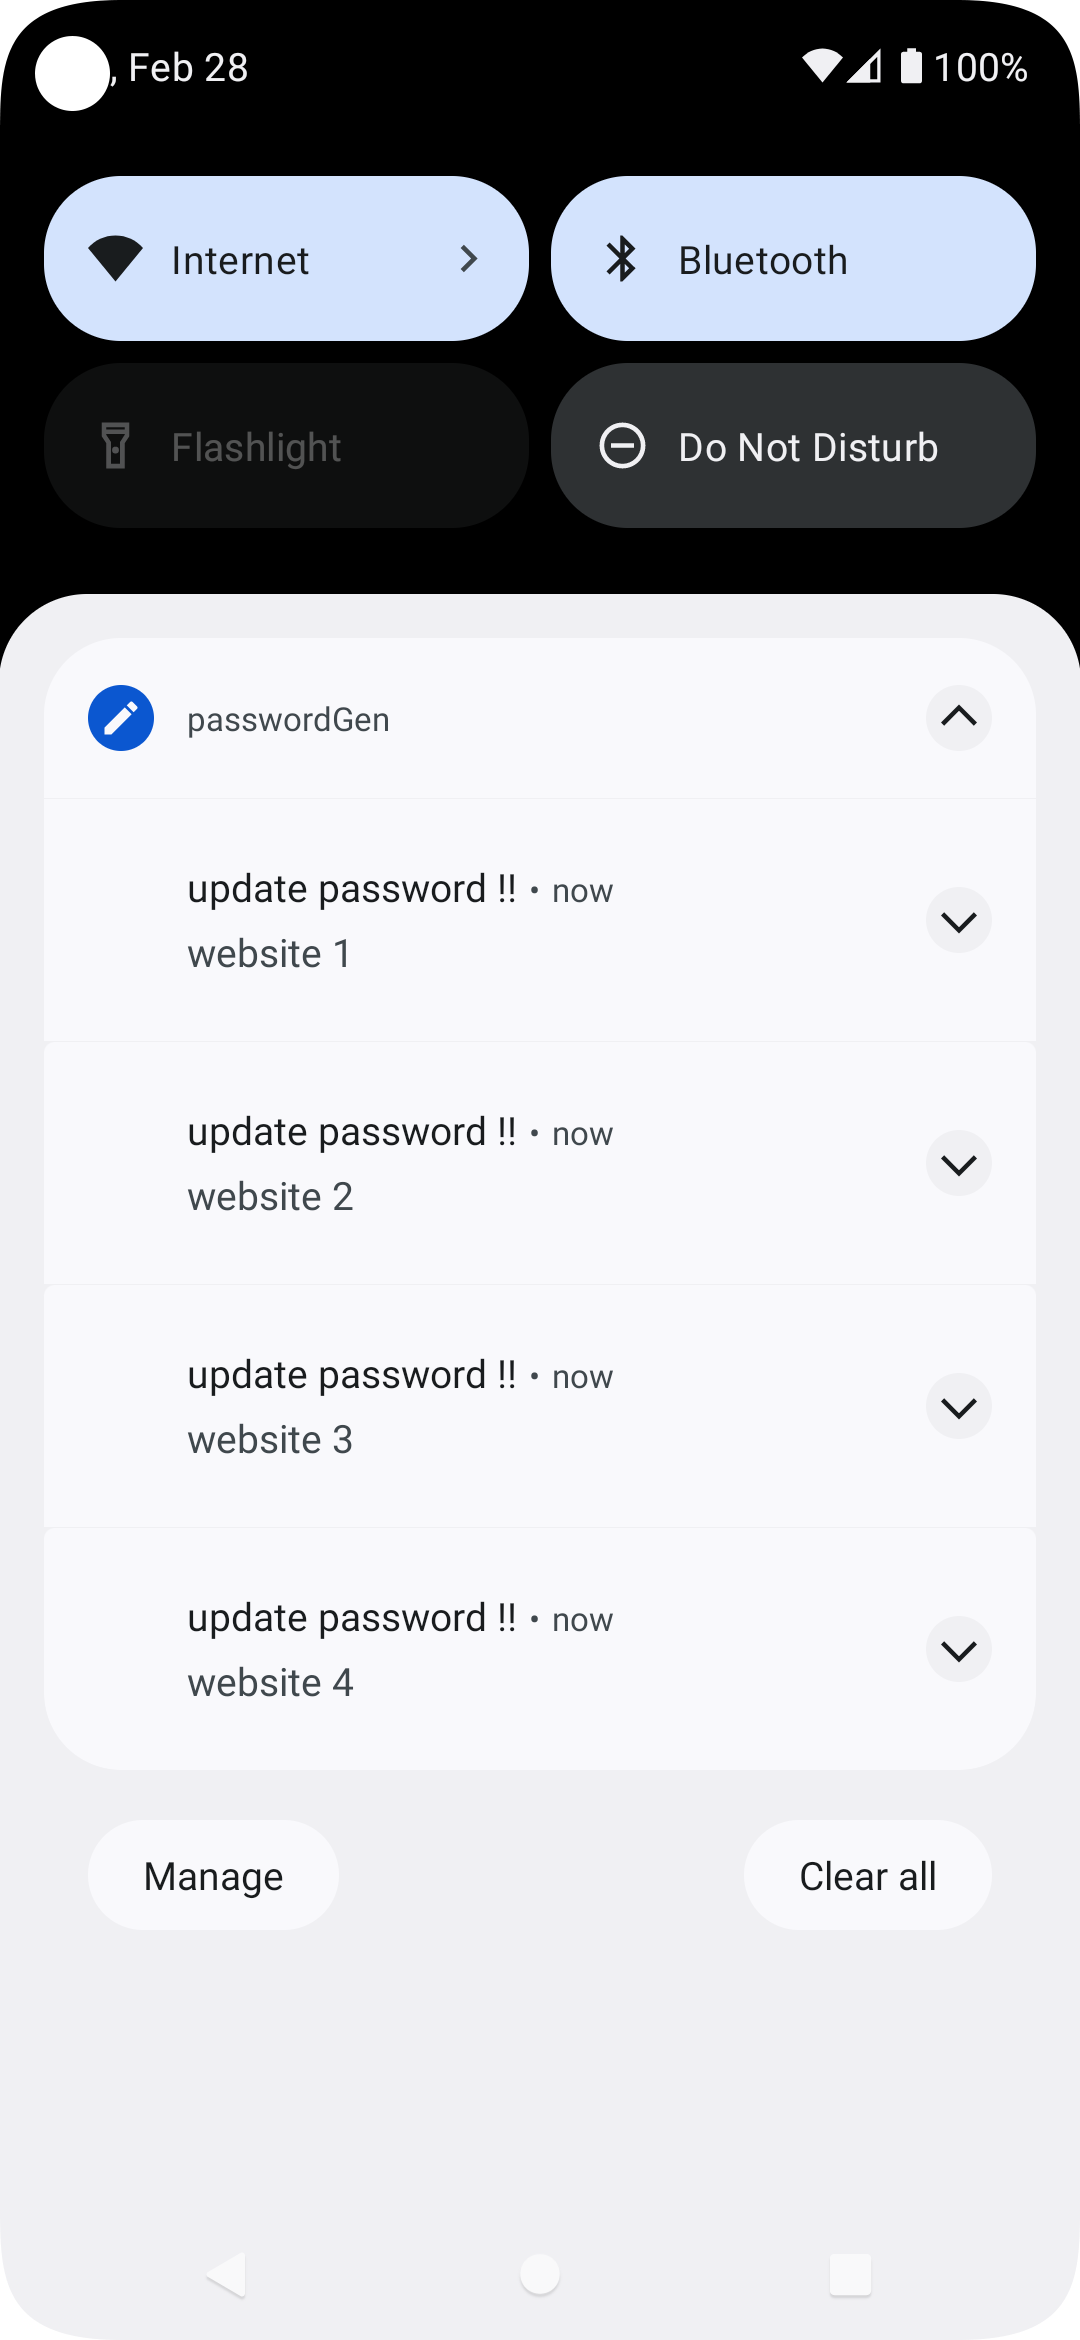 , Feb 28 100%
Internet Bluetooth
Flashlight Do Not Disturb
passwordGen
update password !! • now
website 1
update password !! • now
website 2
update password !! • now
website 3
update password !! • now
website 4
Manage Clear all